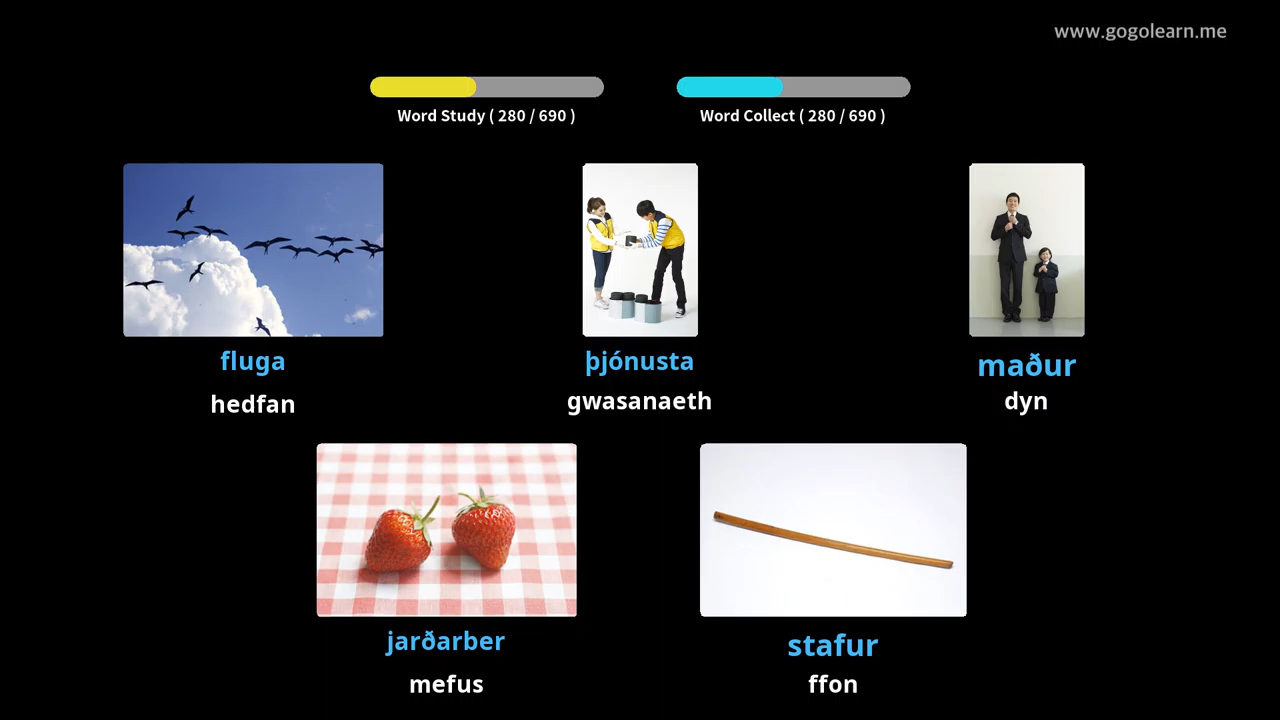 www.gogolearn.me
Word Study ( 280 / 690 )
Word Collect ( 280 / 690 )
fluga
hedfan
þjónusta
gwasanaeth
maður
dyn
jarðarber
mefus
stafur
ffon